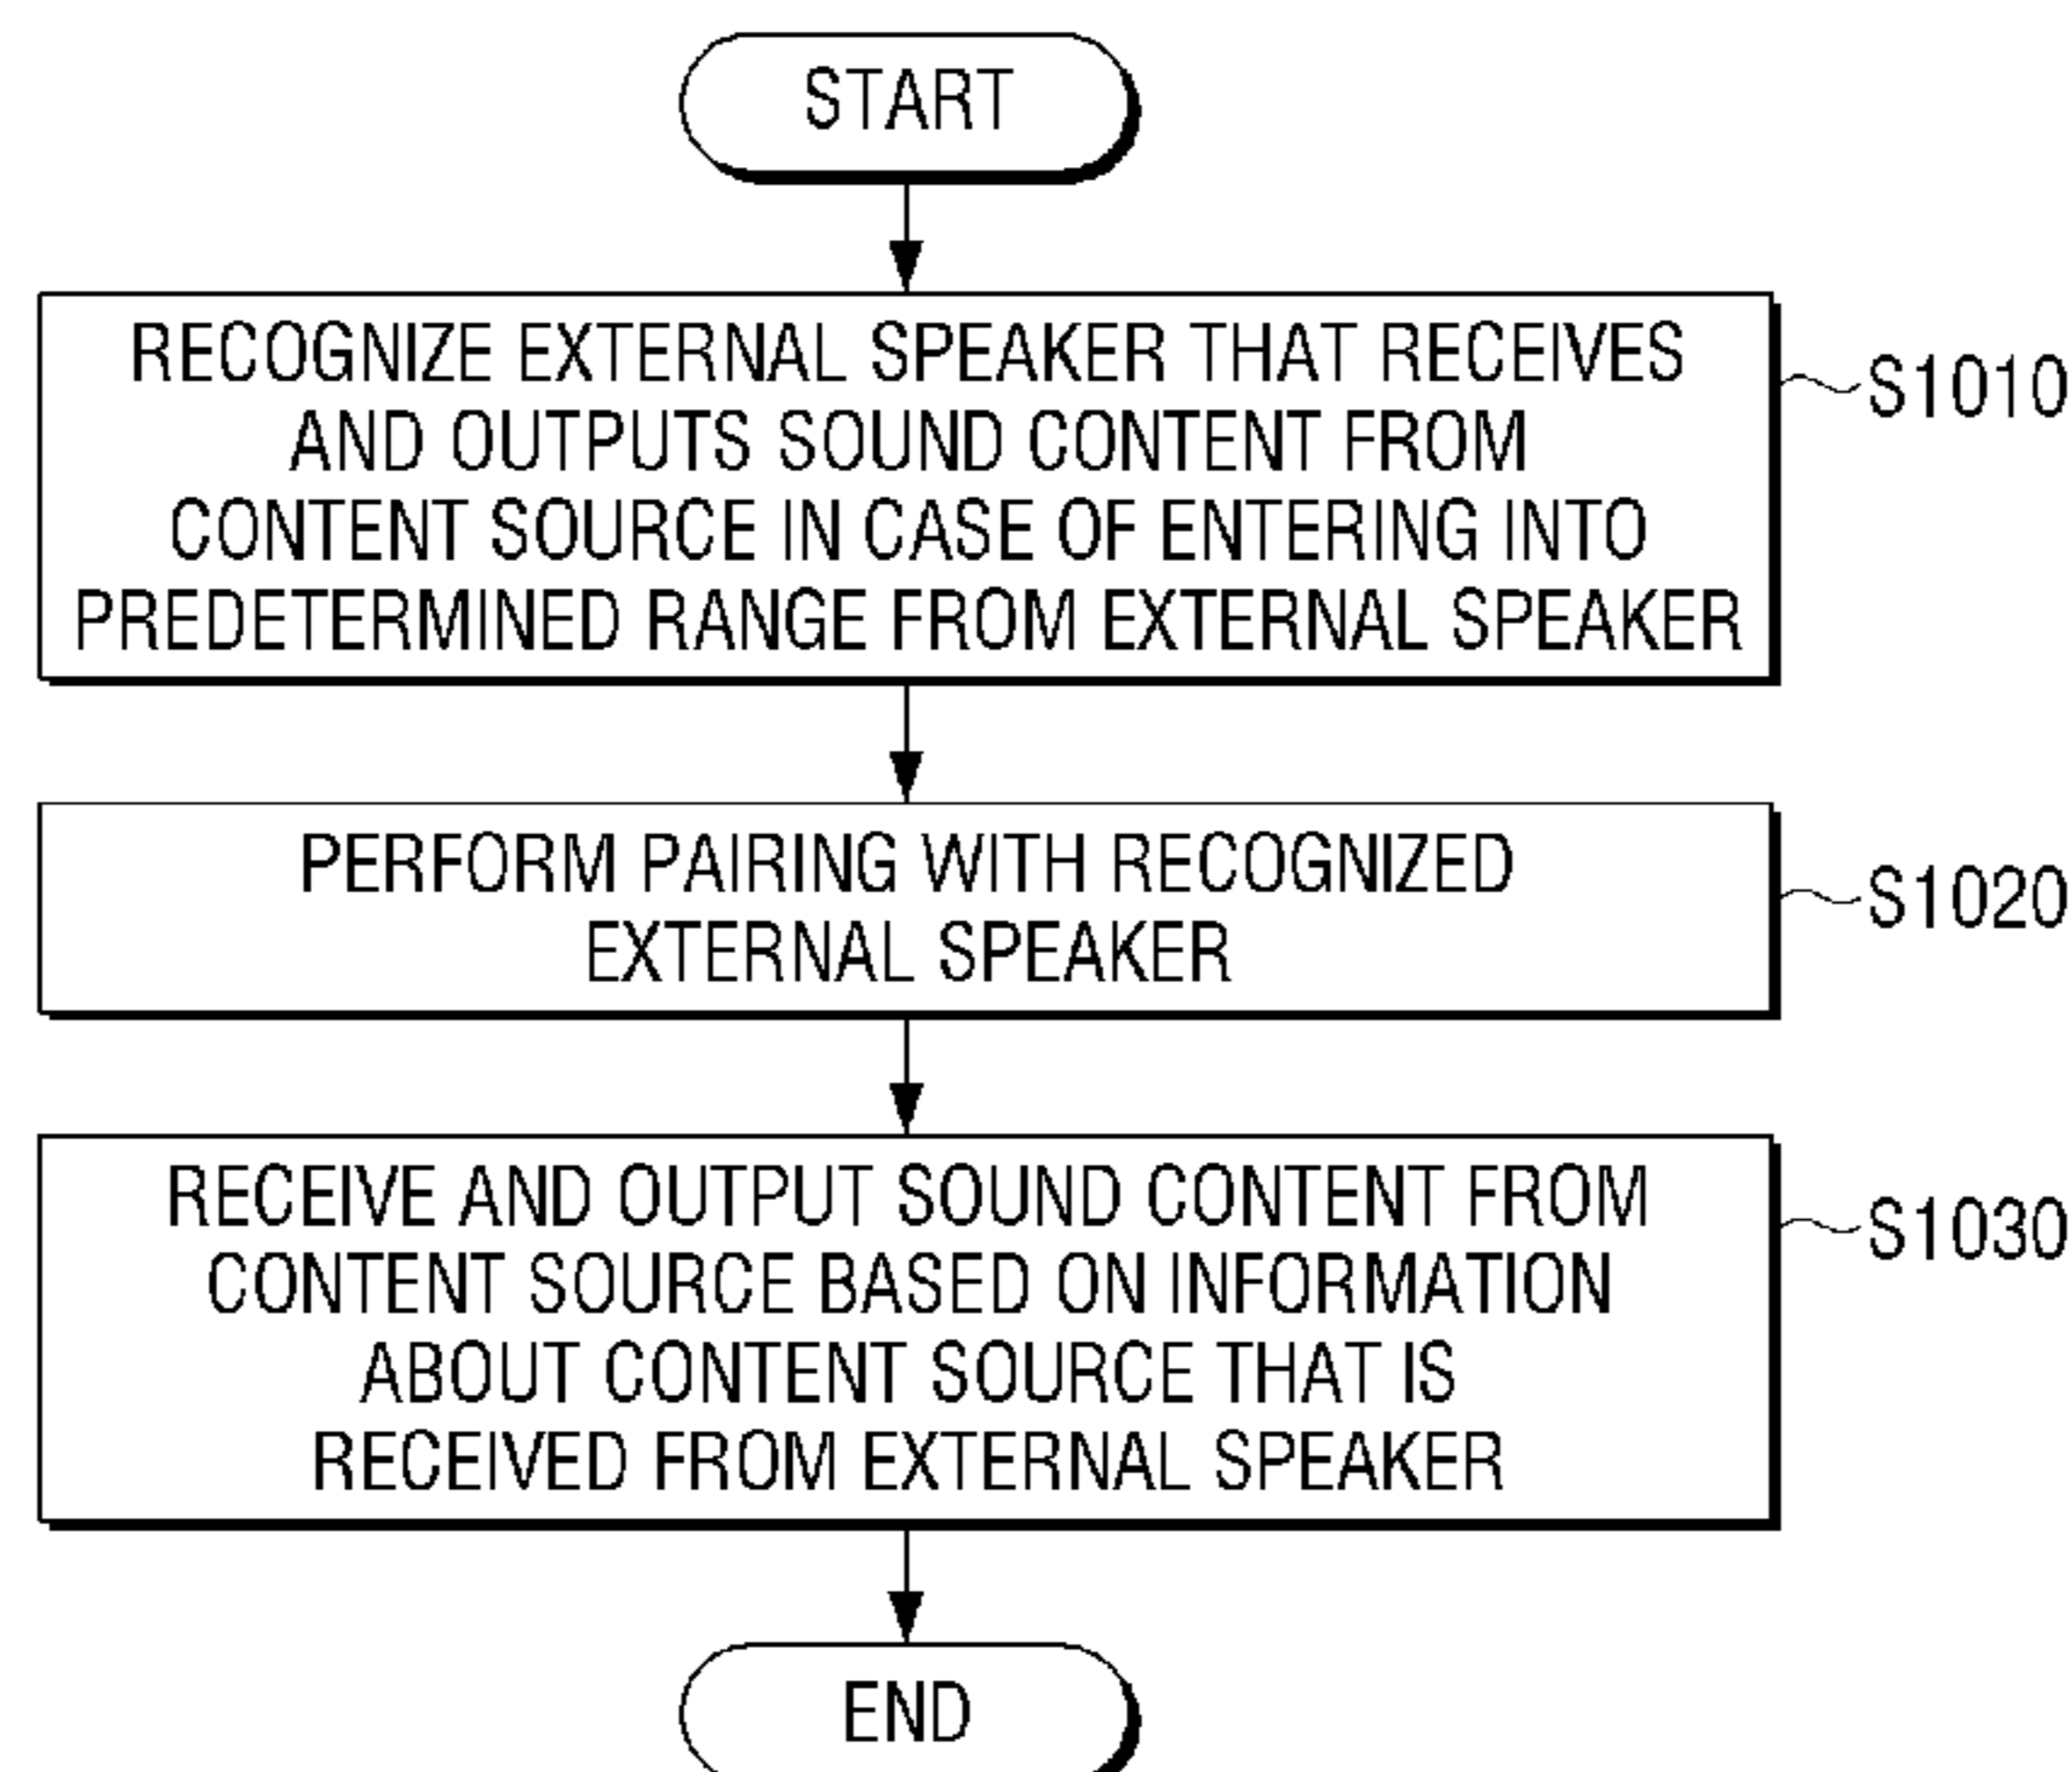 START
RECOGNIZE EXTERNAL SPEAKER THAT RECEIVES
AND OUTPUTS SOUND CONTENT FROM
CONTENT SOURCE IN CASE OF ENTERING INTO
PREDETERMINED RANGE FROM EXTERNAL SPEAKER
S1010
PERFORM PAIRING WITH RECOGNIZED
EXTERNAL SPEAKER
S1020
RECEIVE AND OUTPUT SOUND CONTENT FROM
CONTENT SOURCE BASED ON INFORMATION
ABOUT CONTENT SOURCE THAT IS
RECEIVED FROM EXTERNAL SPEAKER
S1030
END